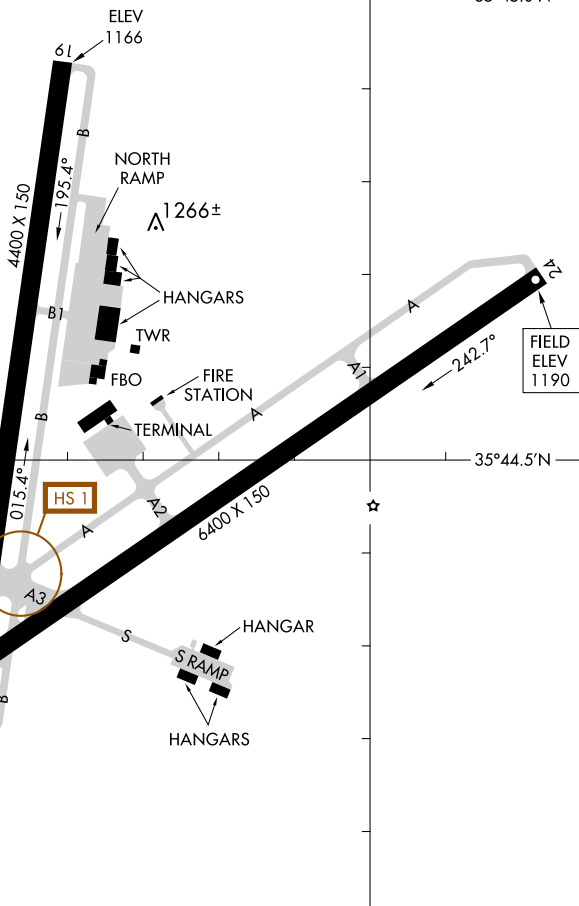 ELEV
1166
19
B
NORTH
RAMP
195.4°
4400 X 150
1266±
HANGARS
B1
TWR
FBO
FIRE
STATION
TERMINAL
A
A1
242.7°
24
FIELD
ELEV
1190
B
015.4°
HS 1
A
A
A2
6400 X 150
35°44.5'N
A3
S
HANGAR
S RAMP
HANGARS
B